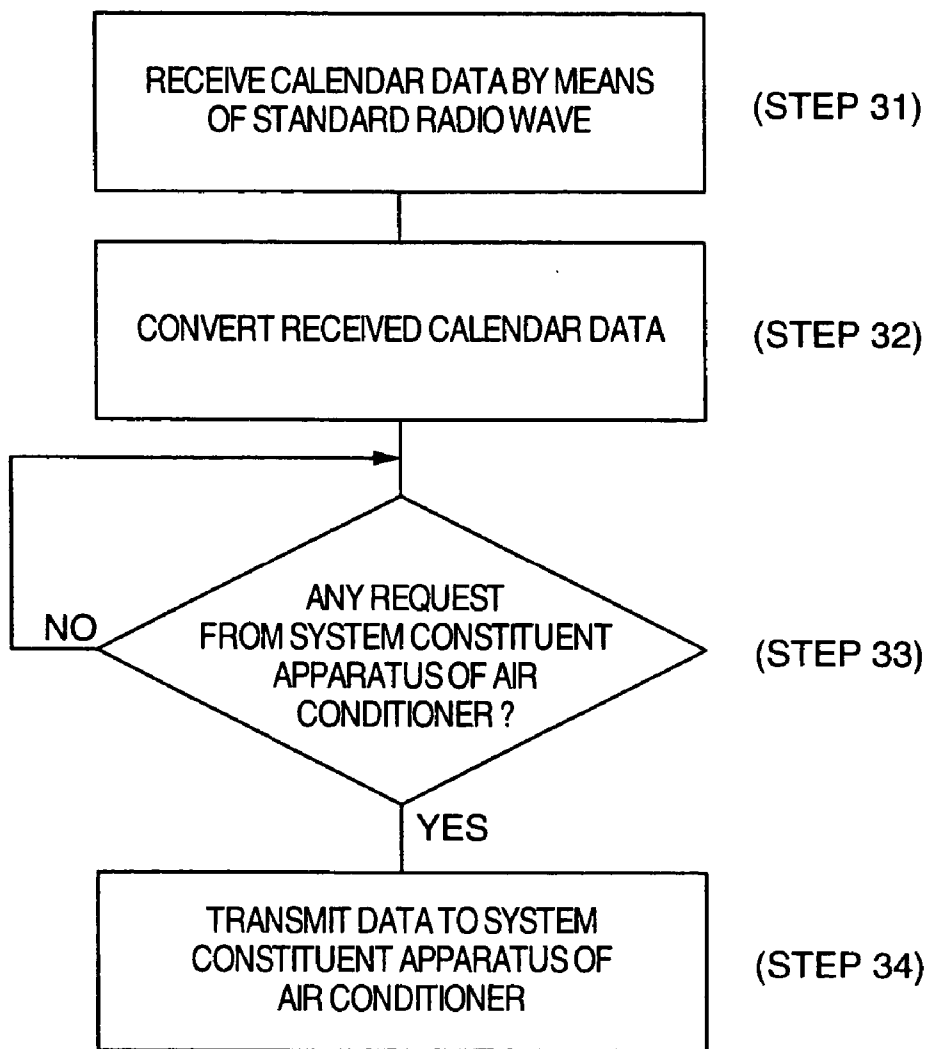 RECEIVE CALENDAR DATA BY MEANS
OF STANDARD RADIO WAVE
(STEP 31)
CONVERT RECEIVED CALENDAR DATA
(STEP 32)
ANY REQUEST
FROM SYSTEM CONSTITUENT
APPARATUS OF AIR
CONDITIONER ?
NO
(STEP 33)
YES
TRANSMIT DATA TO SYSTEM
CONSTITUENT APPARATUS OF
AIR CONDITIONER
(STEP 34)